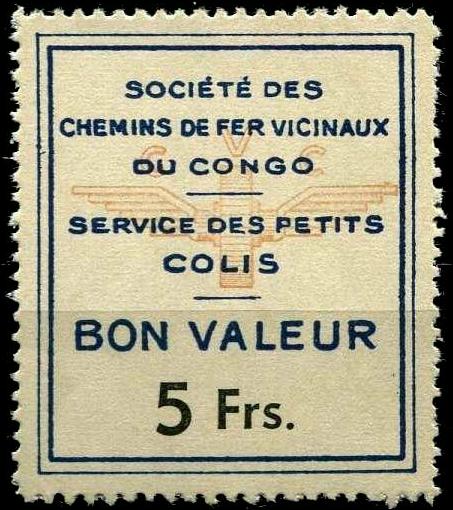 SOCIÉTÉ DES
CHEMINS DE FER VICINAUX
DU CONGO
SERVICE DES PETITS
COLIS
BON VALEUR
5 Frs.